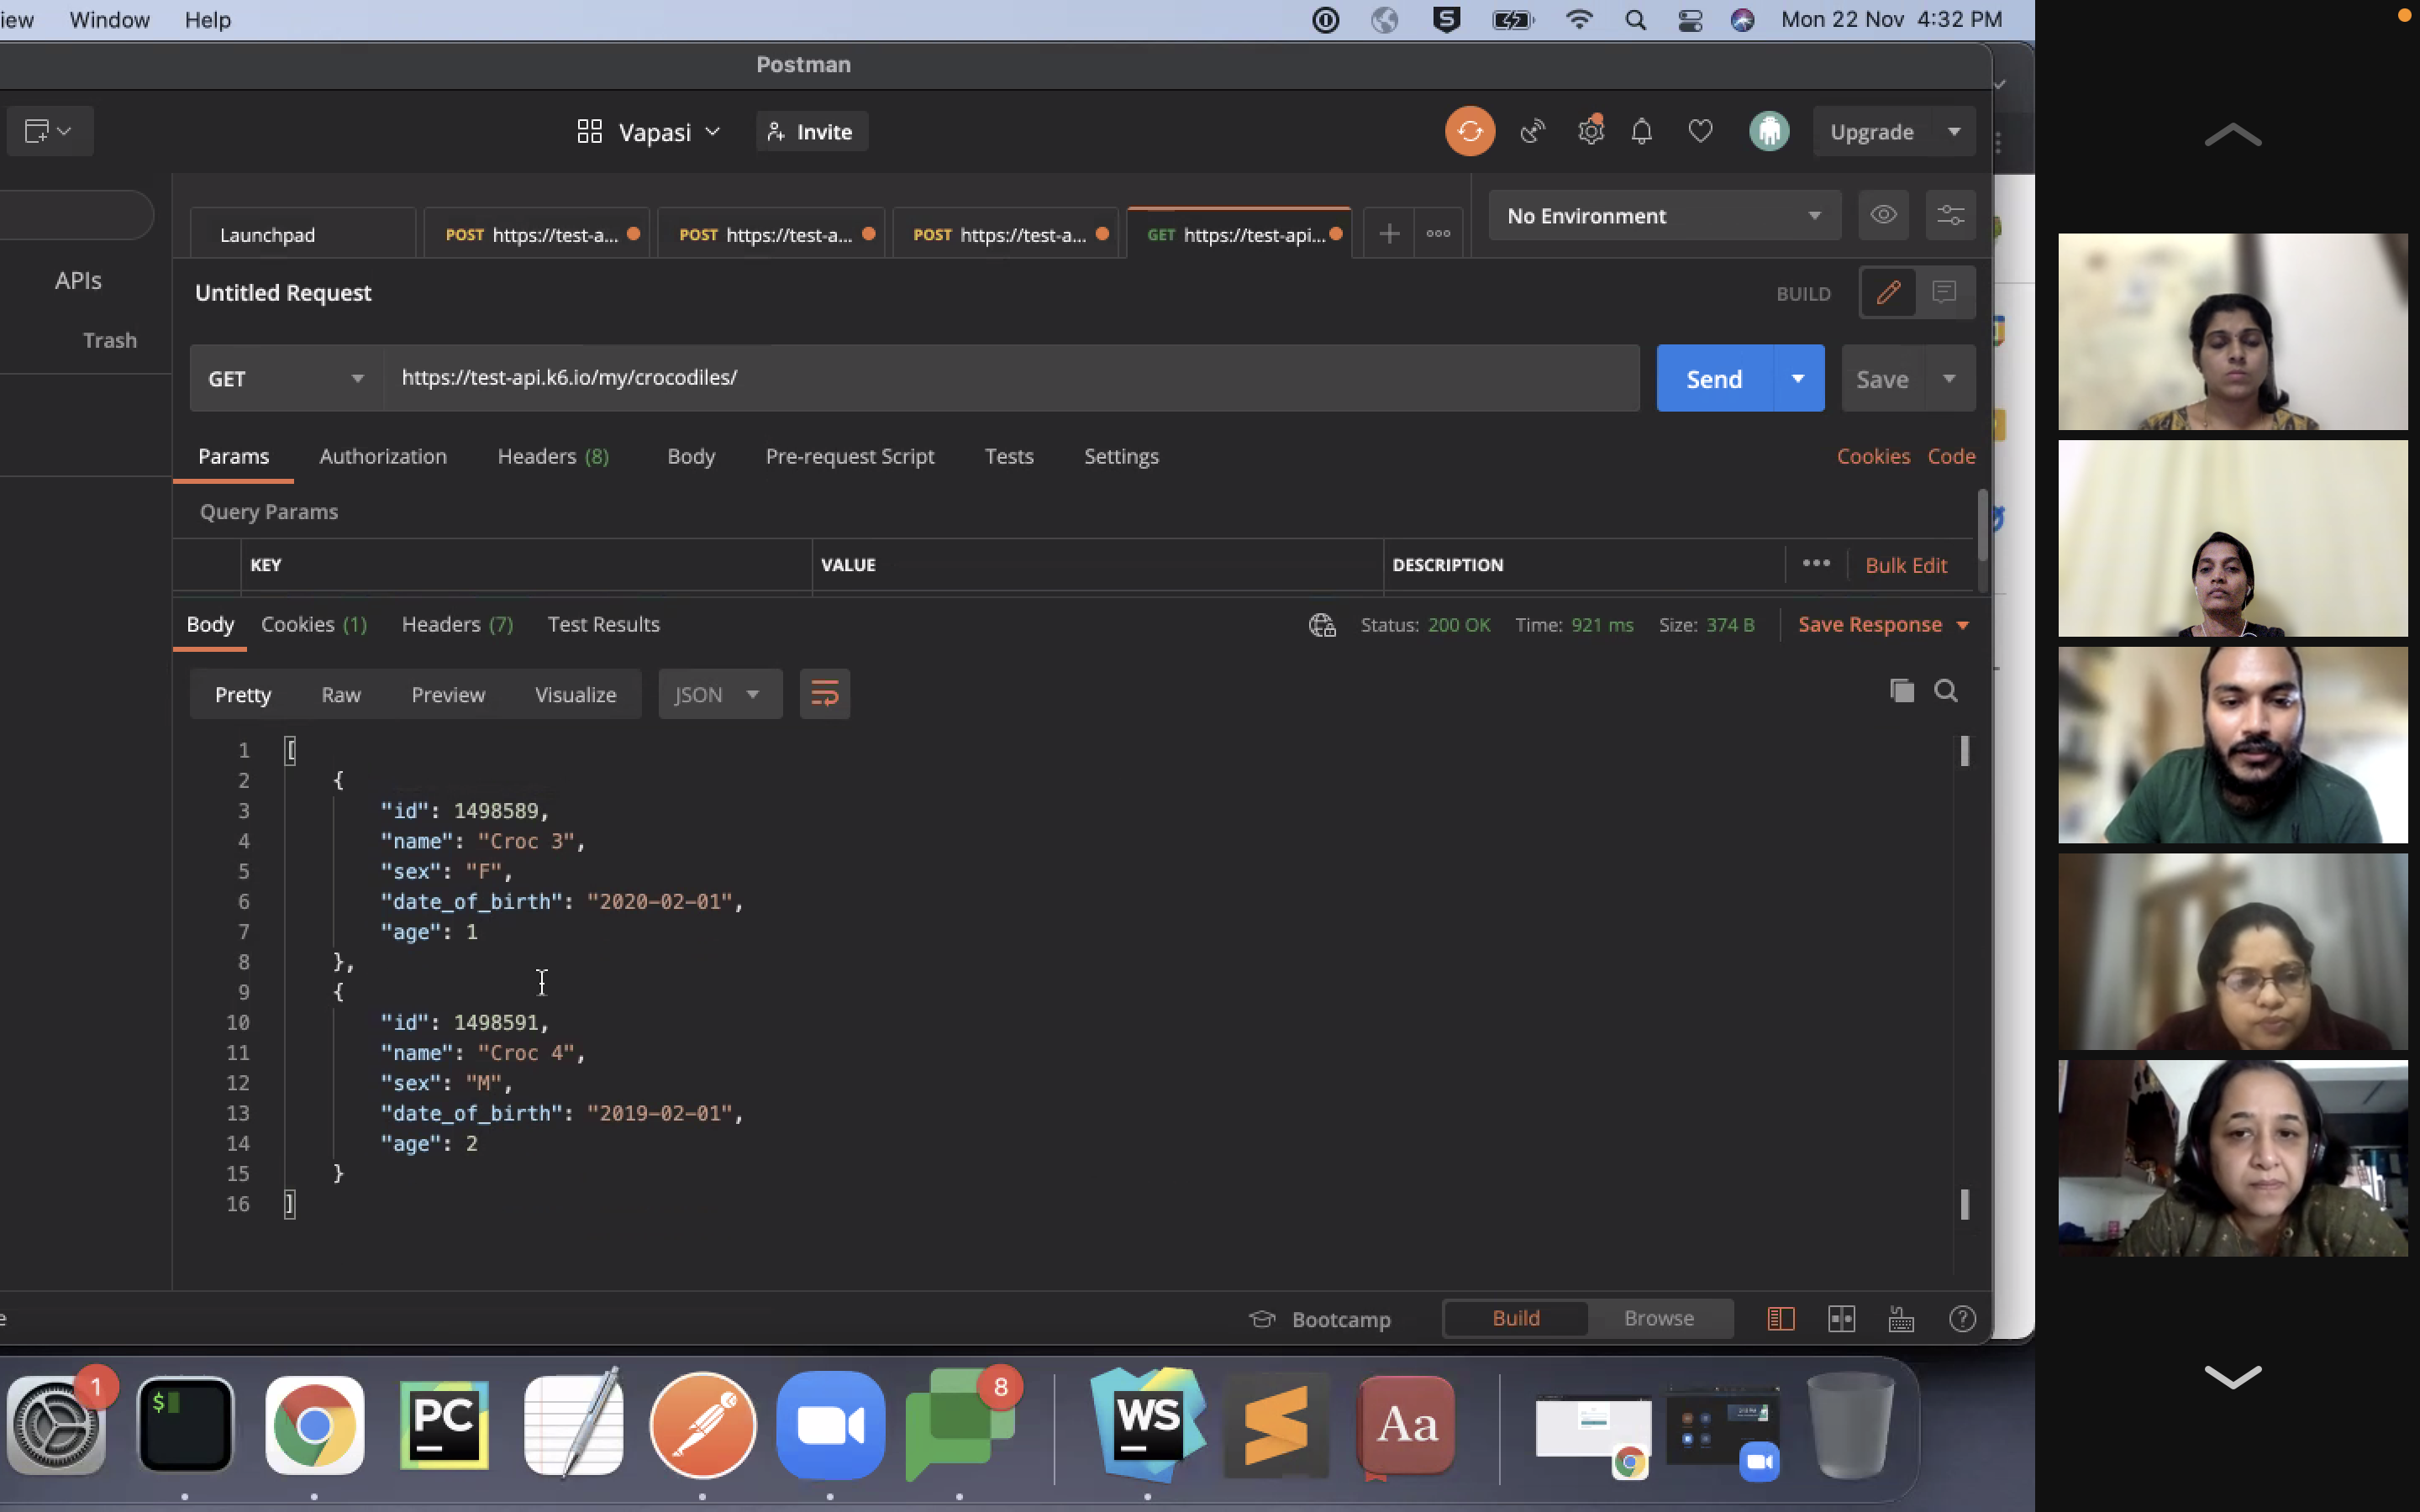 iew Window Help Mon 22 Nov 4:32 PM
Postman
Vapasi Invite Upgrade
Launchpad POST https://test-a... POST https://test-a... POST https://test-a... GET https://test-api... ooo No Environment
APIs
Untitled Request BUILD
Trash
GET https://test-api.k6.io/my/crocodiles/ Send Save
Params Authorization Headers (8) Body Pre-request Script Tests Settings Cookies Code
Query Params
KEY VALUE DESCRIPTION ••• Bulk Edit
Body Cookies (1) Headers (7) Test Results Status: 200 OK Time: 921 ms Size: 374 B Save Response
Pretty Raw Preview Visualize JSON
1 [
2 {
3 "id": 1498589,
4 "name": "Croc 3",
5 "sex": "F",
6 "date_of_birth": "2020-02-01",
7 "age": 1
8 },
9 {
10 "id": 1498591,
11 "name": "Croc 4",
12 "sex": "M",
13 "date_of_birth": "2019-02-01",
14 "age": 2
15 }
16 ]
e Bootcamp Build Browse ?
1 $ PC 8 WS Aa